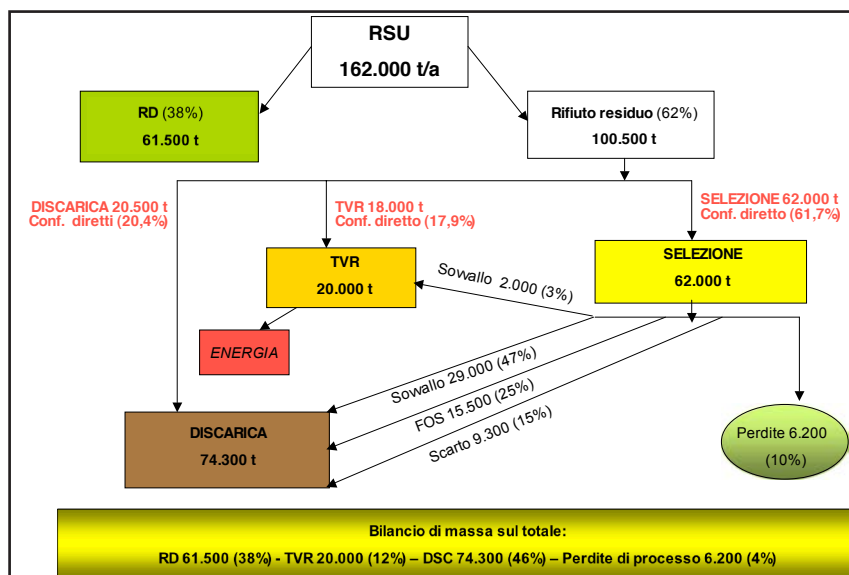 RSU
162.000 t/a
RD (38%)
61.500 t
Rifiuto residuo (62%)
100.500 t
DISCARICA 20.500 t
Conf. diretti (20,4%)
TVR 18.000 t
Conf. diretto (17,9%)
SELEZIONE 62.000 t
Conf. diretto (61,7%)
TVR
20.000 t
Sovvallo 2.000 (3%)
SELEZIONE
62.000 t
ENERGIA
Sovvallo 29.000 (47%)
FOS 15.500 (25%)
Scarto 9.300 (15%)
DISCARICA
74.300 t
Perdite 6.200
(10%)
Bilancio di massa sul totale:
RD 61.500 (38%) - TVR 20.000 (12%) – DSC 74.300 (46%) – Perdite di processo 6.200 (4%)